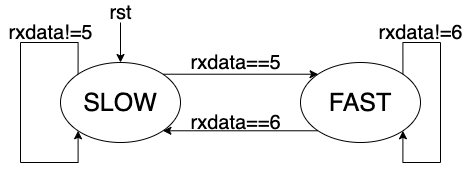 rst
rxdata!=5
rxdata!=6
rxdata==5
SLOW
FAST
rxdata==6